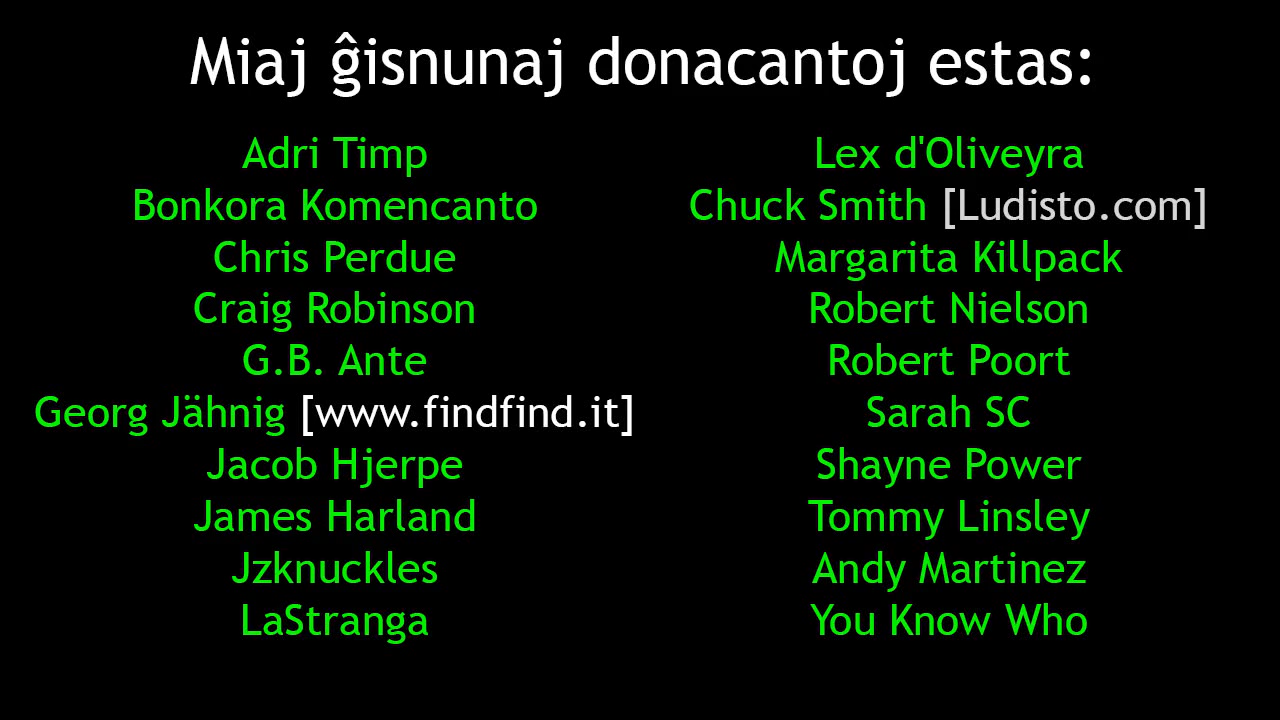 Miaj ĝisnunaj donacantoj estas:
Adri Timp
Bonkora Komencanto
Chris Perdue
Craig Robinson
G.B. Ante
Georg Jähnig [www.findfind.it]
Jacob Hjerpe
James Harland
Jzknuckles
LaStranga
Lex d'Oliveyra
Chuck Smith [Ludisto.com]
Margarita Killpack
Robert Nielson
Robert Poort
Sarah SC
Shayne Power
Tommy Linsley
Andy Martinez
You Know Who